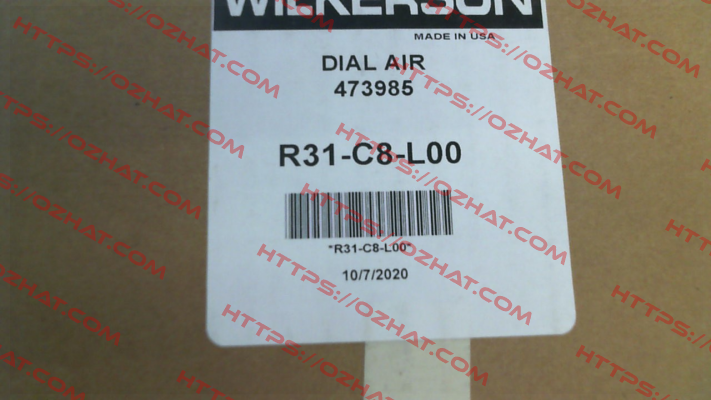 WILKERSON
MADE IN USA
DIAL AIR
473985
R31-C8-L00
*R31-C8-L00*
10/7/2020
HTTPS://OZHAT.COM